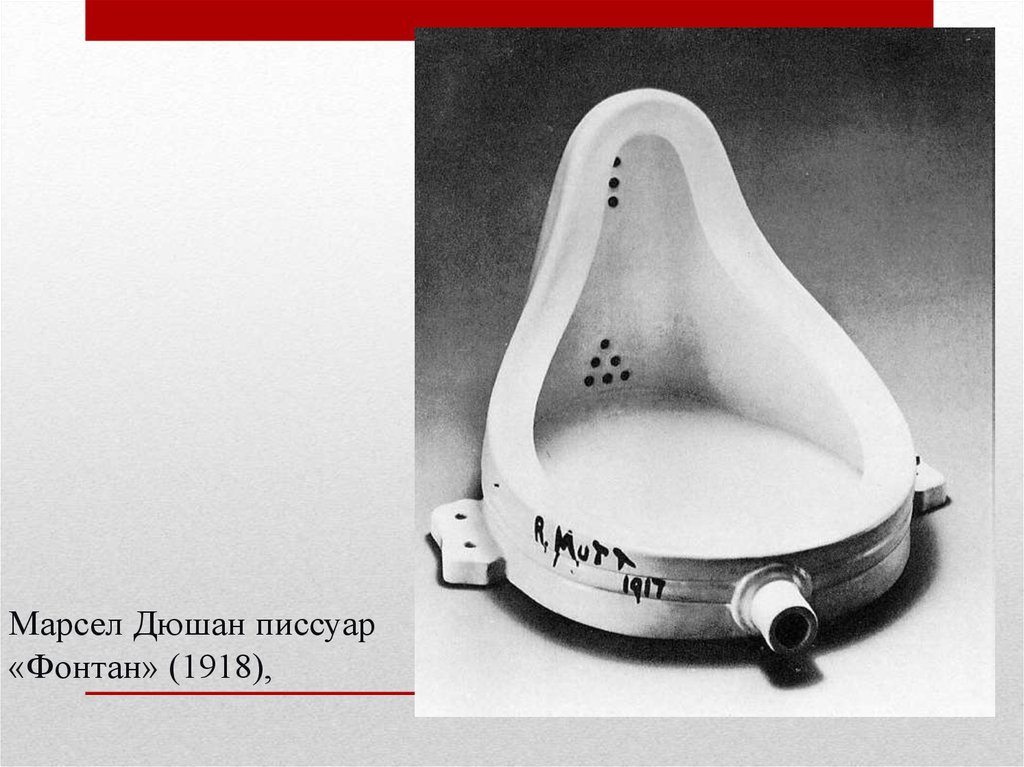 R. MUTT
1917
Марсел Дюшан писсуар
«Фонтан» (1918),